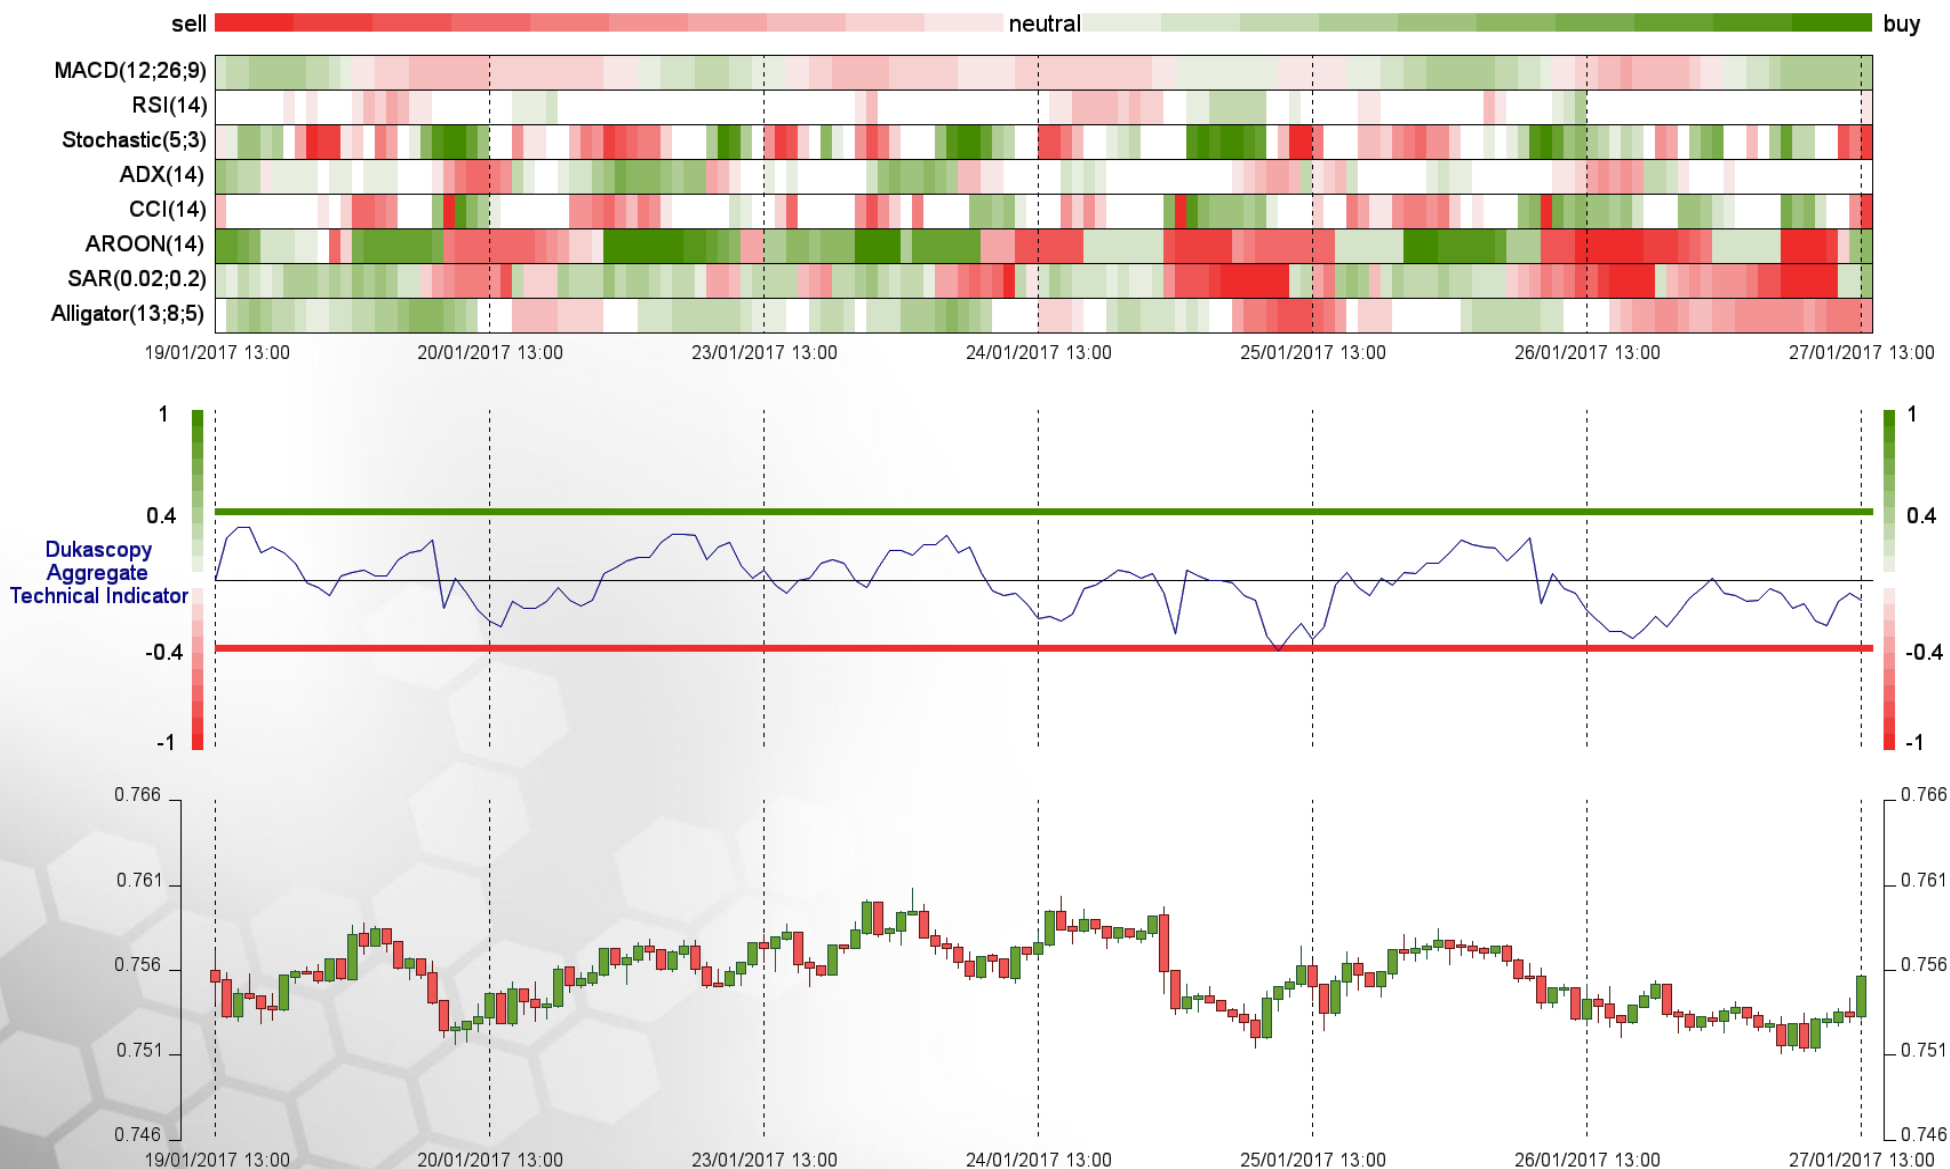 sell neutral buy
MACD(12;26;9)
RSI(14)
Stochastic(5;3)
ADX(14)
CCI(14)
AROON(14)
SAR(0.02;0.2)
Alligator(13;8;5)
19/01/2017 13:00 20/01/2017 13:00 23/01/2017 13:00 24/01/2017 13:00 25/01/2017 13:00 26/01/2017 13:00 27/01/2017 13:00
1 1
0.4 0.4
Dukascopy
Aggregate
Technical Indicator
-0.4 -0.4
-1 -1
0.766 0.766
0.761 0.761
0.756 0.756
0.751 0.751
0.746 0.746
19/01/2017 13:00 20/01/2017 13:00 23/01/2017 13:00 24/01/2017 13:00 25/01/2017 13:00 26/01/2017 13:00 27/01/2017 13:00